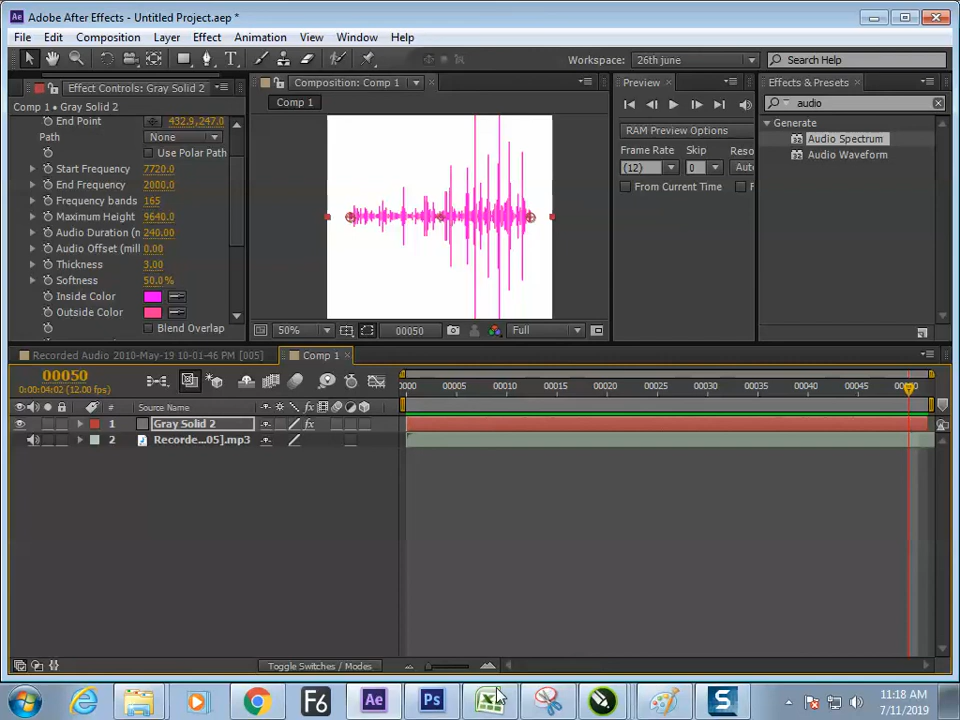 Adobe After Effects - Untitled Project.aep *
File Edit Composition Layer Effect Animation View Window Help
Workspace: 26th june Search Help
Effect Controls: Gray Solid 2
Comp 1 • Gray Solid 2
End Point 432.9,247.0
Path None
Use Polar Path
Start Frequency 7720.0
End Frequency 2000.0
Frequency bands 165
Maximum Height 9640.0
Audio Duration (n 240.00
Audio Offset (mill 0.00
Thickness 3.00
Softness 50.0%
Inside Color
Outside Color
Blend Overlap
Composition: Comp 1
Comp 1
50% 00050 Full
Preview
RAM Preview Options
Frame Rate Skip Reso
(12) 0 Aut
From Current Time F
Effects & Presets
audio
Generate
Audio Spectrum
Audio Waveform
Recorded Audio 2010-May-19 10-01-46 PM [005] Comp 1
00050
0:00:04:02 (12.00 fps)
0000 00005 00010 00015 00020 00025 00030 00035 00040 00045
# Source Name fx
1 Gray Solid 2 fx
2 Recorde...05].mp3
Toggle Switches / Modes
F6 Ae Ps S
11:18 AM
7/11/2019